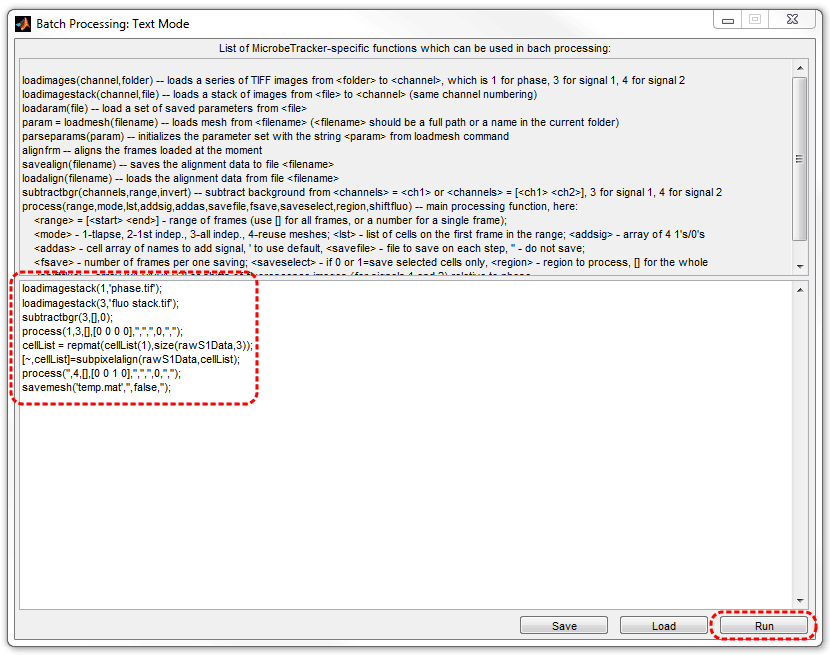 Batch Processing: Text Mode
List of MicrobeTracker-specific functions which can be used in bach processing:
loadimages(channel,folder) -- loads a series of TIFF images from <folder> to <channel>, which is 1 for phase, 3 for signal 1, 4 for signal 2
loadimagestack(channel,file) -- loads a stack of images from <file> to <channel> (same channel numbering)
loadaram(file) -- load a set of saved parameters from <file>
param = loadmesh(filename) -- loads mesh from <filename> (<filename> should be a full path or a name in the current folder)
parseparams(param) -- initializes the parameter set with the string <param> from loadmesh command
alignfrm -- aligns the frames loaded at the moment
savealign(filename) -- saves the alignment data to file <filename>
loadalign(filename) -- loads the alignment data from file <filename>
subtractbgr(channels,range,invert) -- subtract background from <channels> = <ch1> or <channels> = [<ch1> <ch2>], 3 for signal 1, 4 for signal 2
process(range,mode,lst,addsig,addas,savefile,fsave,saveselect,region,shiftfluo) -- main processing function, here:
<range> = [<start> <end>] - range of frames (use [] for all frames, or a number for a single frame);
<mode> - 1-tlapse, 2-1st indep., 3-all indep., 4-reuse meshes; <lst> - list of cells on the first frame in the range; <addsig> - array of 4 1's/0's
<addas> - cell array of names to add signal, ' to use default, <savefile> - file to save on each step, '' - do not save;
<fsave> - number of frames per one saving; <saveselect> - if 0 or 1=save selected cells only, <region> - region to process, [] for the whole
loadimagestack(1,'phase.tif');
loadimagestack(3,'fluo stack.tif');
subtractbgr(3,[],0);
process(1,3,[],[0 0 0 0],'','','',0,'','');
cellList = repmat(cellList(1),size(rawS1Data,3));
[~,cellList]=subpixelalign(rawS1Data,cellList);
process('',4,[],[0 0 1 0],'','','',0,'','');
savemesh('temp.mat','',false,'');
Save
Load
Run